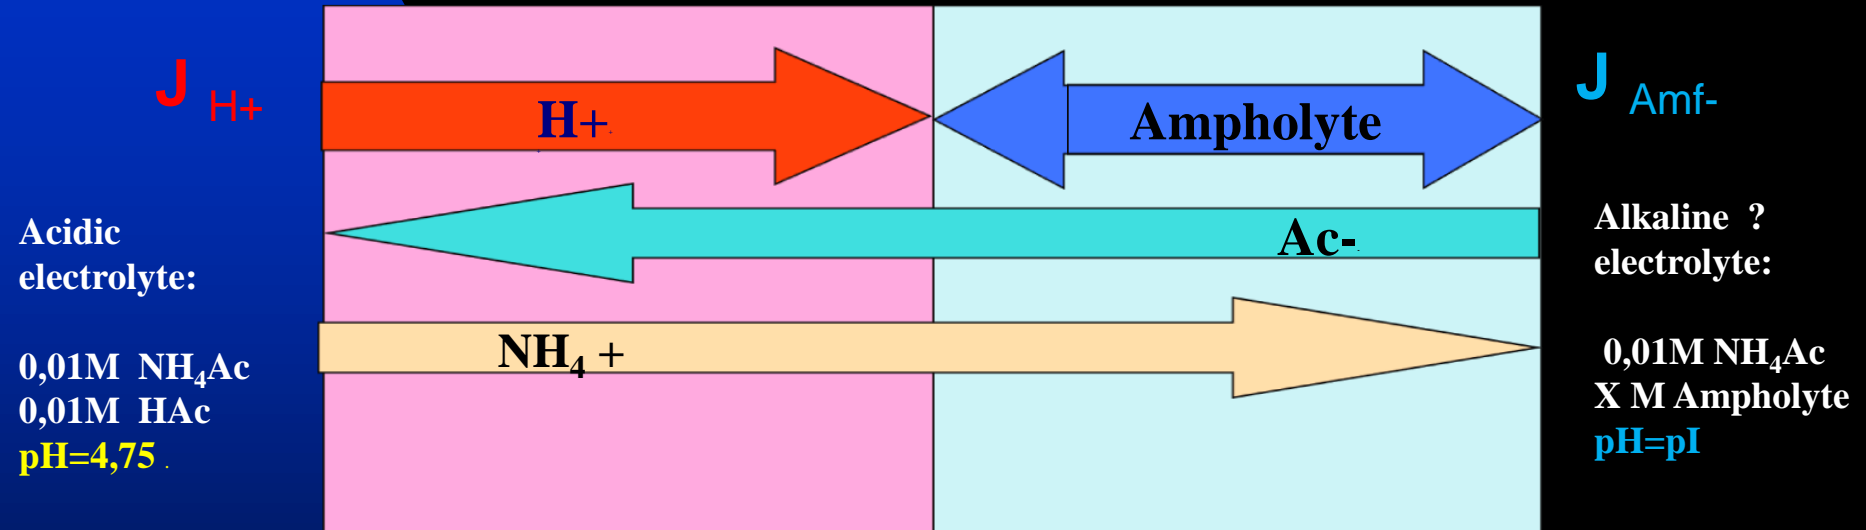 J H+
H+
Ampholyte
J Amf-
Acidic
electrolyte:
Ac-
Alkaline ?
electrolyte:
NH₄ +
0,01M NH₄Ac
0,01M HAc
pH=4,75 .
0,01M NH₄Ac
X M Ampholyte
pH=pI